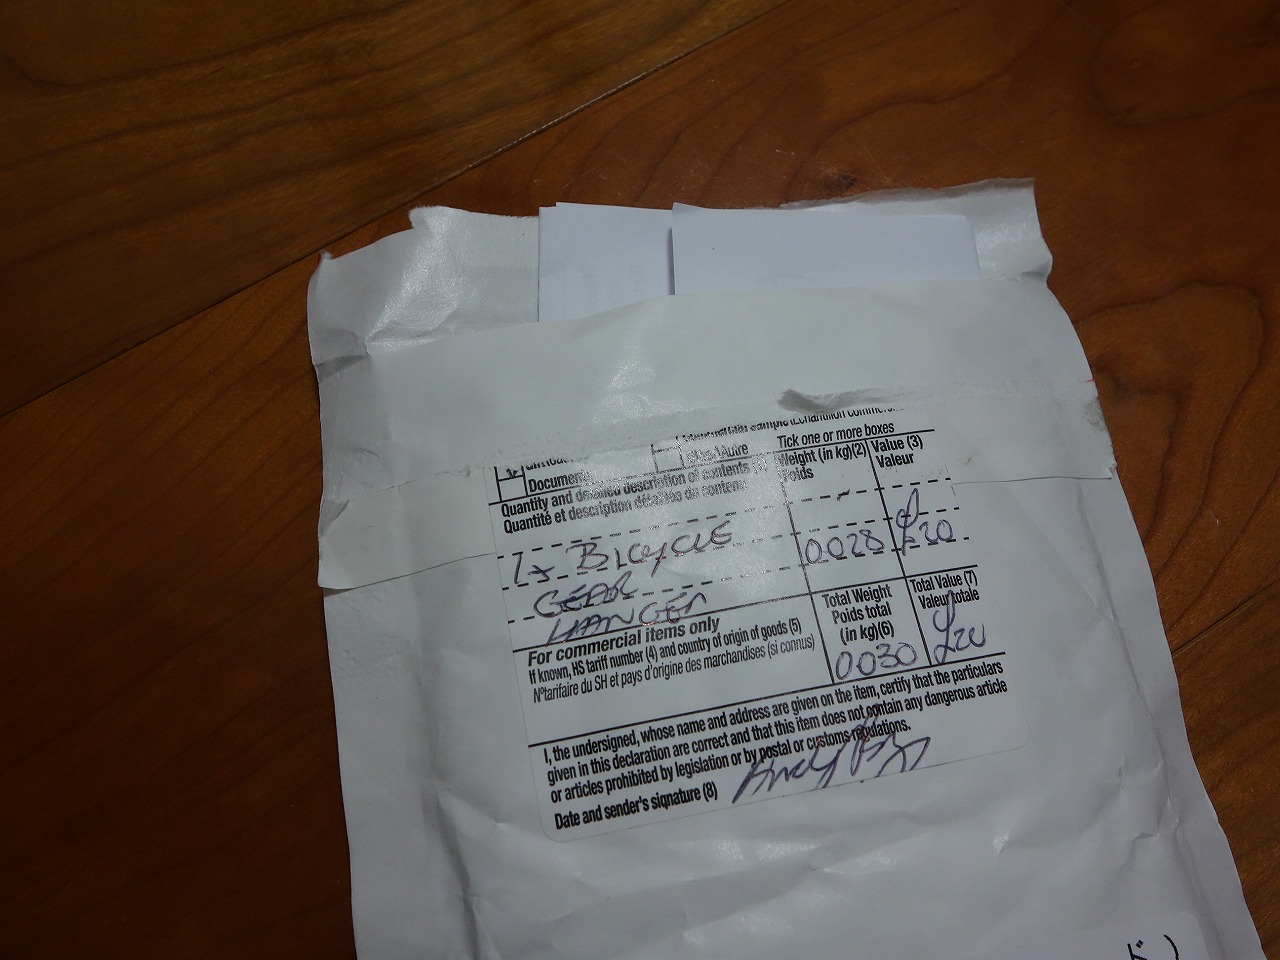 Tick one or more boxes
Documents
Quantity and detailed description of contents (1)
Quantité et description détaillée du contenu
Weight (in kg)(2)
Poids
Value (3)
Valeur
1x BICYCLE
GEAR
HANGER
0.028
£20
For commercial items only
If known, HS tariff number (4) and country of origin of goods (5)
N°tarifaire du SH et pays d'origine des marchandises (si connus)
Total Weight
Poids total
(in kg)(6)
0.030
Total Value (7)
Valeur totale
£20
I, the undersigned, whose name and address are given on the item, certify that the particulars
given in this declaration are correct and that this item does not contain any dangerous article
or articles prohibited by legislation or by postal or customs regulations.
Date and sender's signature (8)